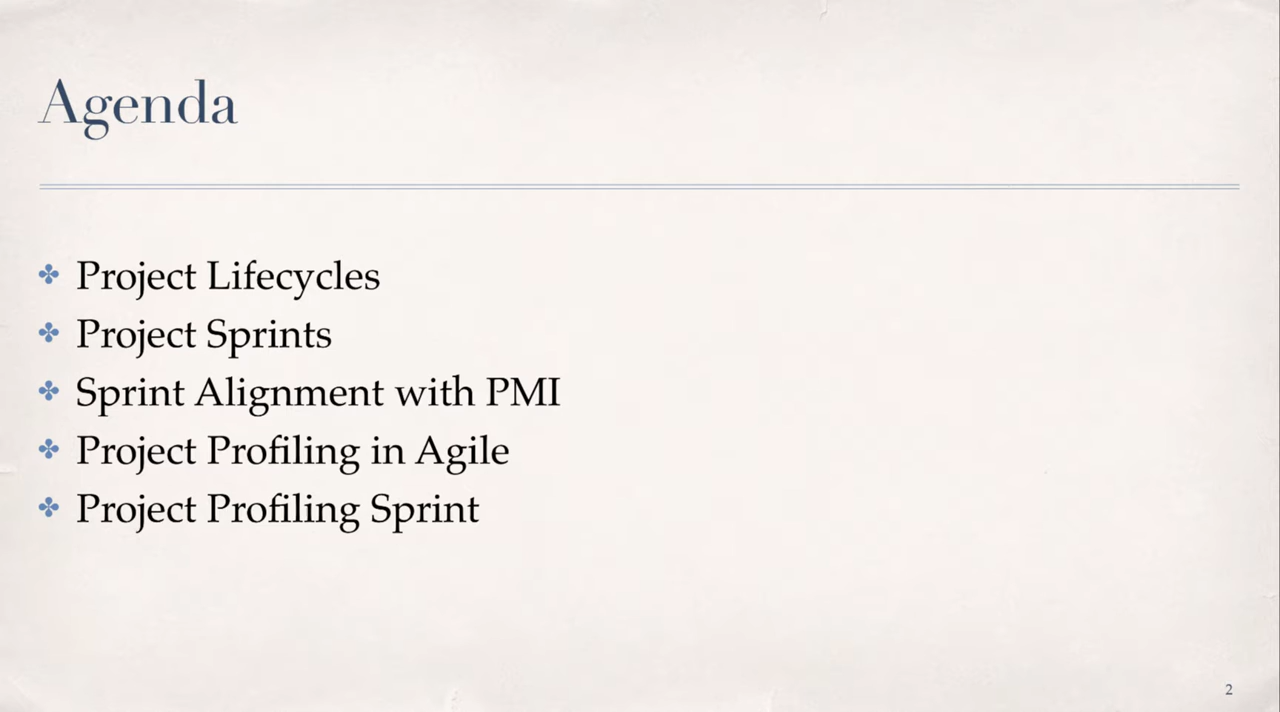 Agenda
Project Lifecycles
Project Sprints
Sprint Alignment with PMI
Project Profiling in Agile
Project Profiling Sprint
2